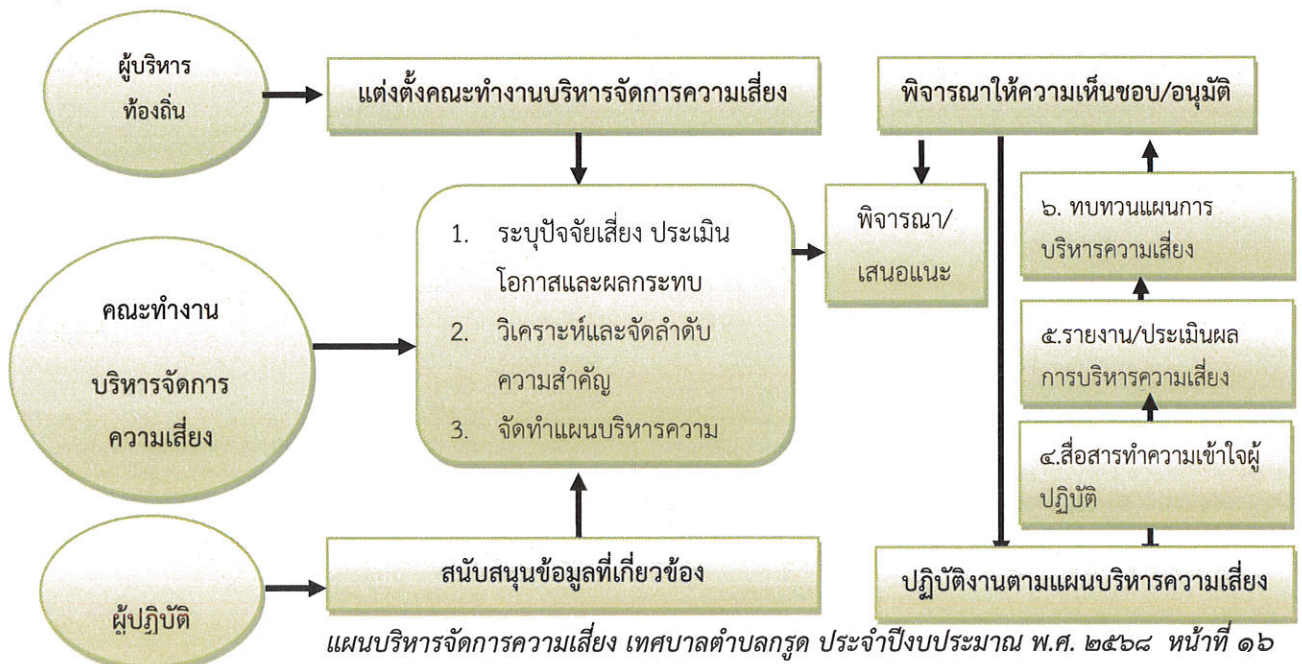 ผู้บริหาร
ท้องถิ่น
แต่งตั้งคณะทำงานบริหารจัดการความเสี่ยง
พิจารณาให้ความเห็นชอบ/อนุมัติ
คณะทำงาน
บริหารจัดการ
ความเสี่ยง
1. ระบุปัจจัยเสี่ยง ประเมิน
โอกาสและผลกระทบ
2. วิเคราะห์และจัดลำดับ
ความสำคัญ
3. จัดทำแผนบริหารความ
พิจารณา/
เสนอแนะ
๖. ทบทวนแผนการ
บริหารความเสี่ยง
๕.รายงาน/ประเมินผล
การบริหารความเสี่ยง
๔.สื่อสารทำความเข้าใจผู้
ปฏิบัติ
ผู้ปฏิบัติ
สนับสนุนข้อมูลที่เกี่ยวข้อง
ปฏิบัติงานตามแผนบริหารความเสี่ยง
แผนบริหารจัดการความเสี่ยง เทศบาลตำบลกรูด ประจำปีงบประมาณ พ.ศ. ๒๕๖๘ หน้าที่ ๑๖